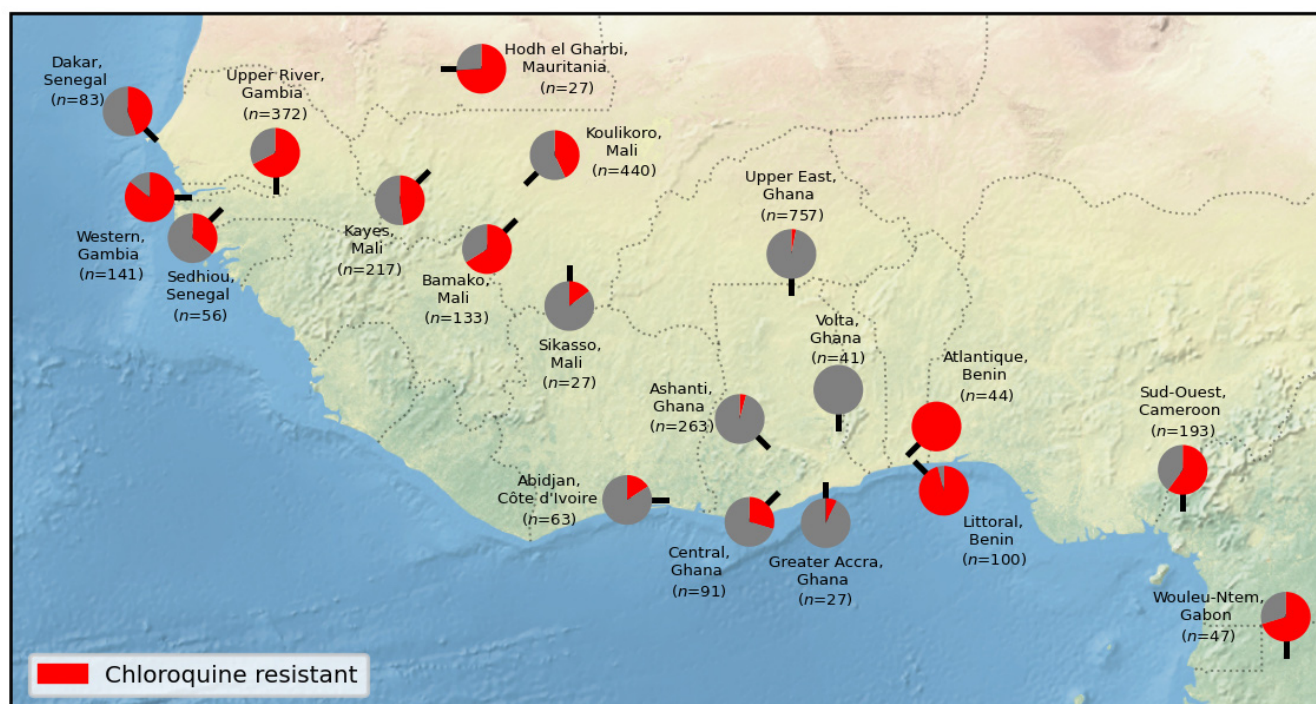 Dakar,
Senegal
(n=83)
Upper River,
Gambia
(n=372)
Hodh el Gharbi,
Mauritania
(n=27)
Koulikoro,
Mali
(n=440)
Western,
Gambia
(n=141)
Sedhiou,
Senegal
(n=56)
Kayes,
Mali
(n=217)
Bamako,
Mali
(n=133)
Sikasso,
Mali
(n=27)
Upper East,
Ghana
(n=757)
Volta,
Ghana
(n=41)
Ashanti,
Ghana
(n=263)
Atlantique,
Benin
(n=44)
Sud-Ouest,
Cameroon
(n=193)
Abidjan,
Côte d'Ivoire
(n=63)
Central,
Ghana
(n=91)
Greater Accra,
Ghana
(n=27)
Littoral,
Benin
(n=100)
Wouleu-Ntem,
Gabon
(n=47)
Chloroquine resistant